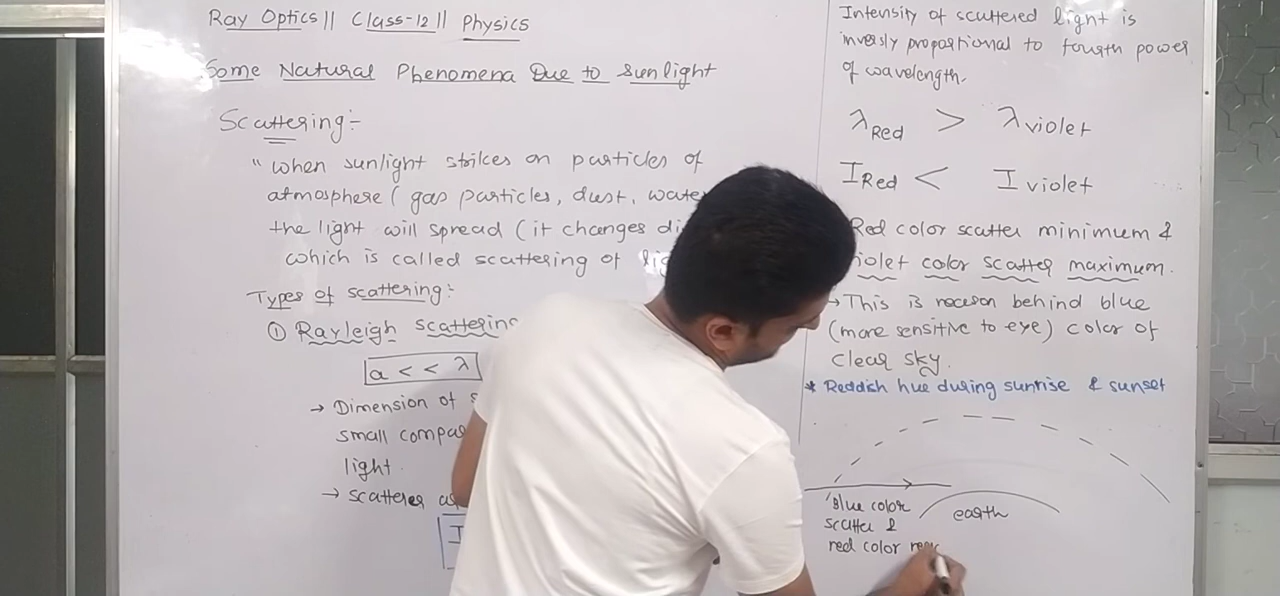 Ray Optics || Class-12 || Physics
Some Natural Phenomena Due to Sunlight
Scattering:-
" when sunlight strikes on particles of
atmosphere ( gas particles, dust, water
the light will spread ( it changes
which is called scattering of
Types of scattering:
① Rayleigh scattering
a < < λ
→ Dimension of
small
light.
→ scatteres
I
Intensity of scattered light is
inversly proportional to fourth power
of wavelength.
λRed > λviolet
IRed < Iviolet
Red color scatter minimum &
violet color scatter maximum.
→ This is reason behind blue
(more sensitive to eye) color of
clear sky.
* Reddish hue during sunrise & sunset
Blue color
scatter &
red color
earth